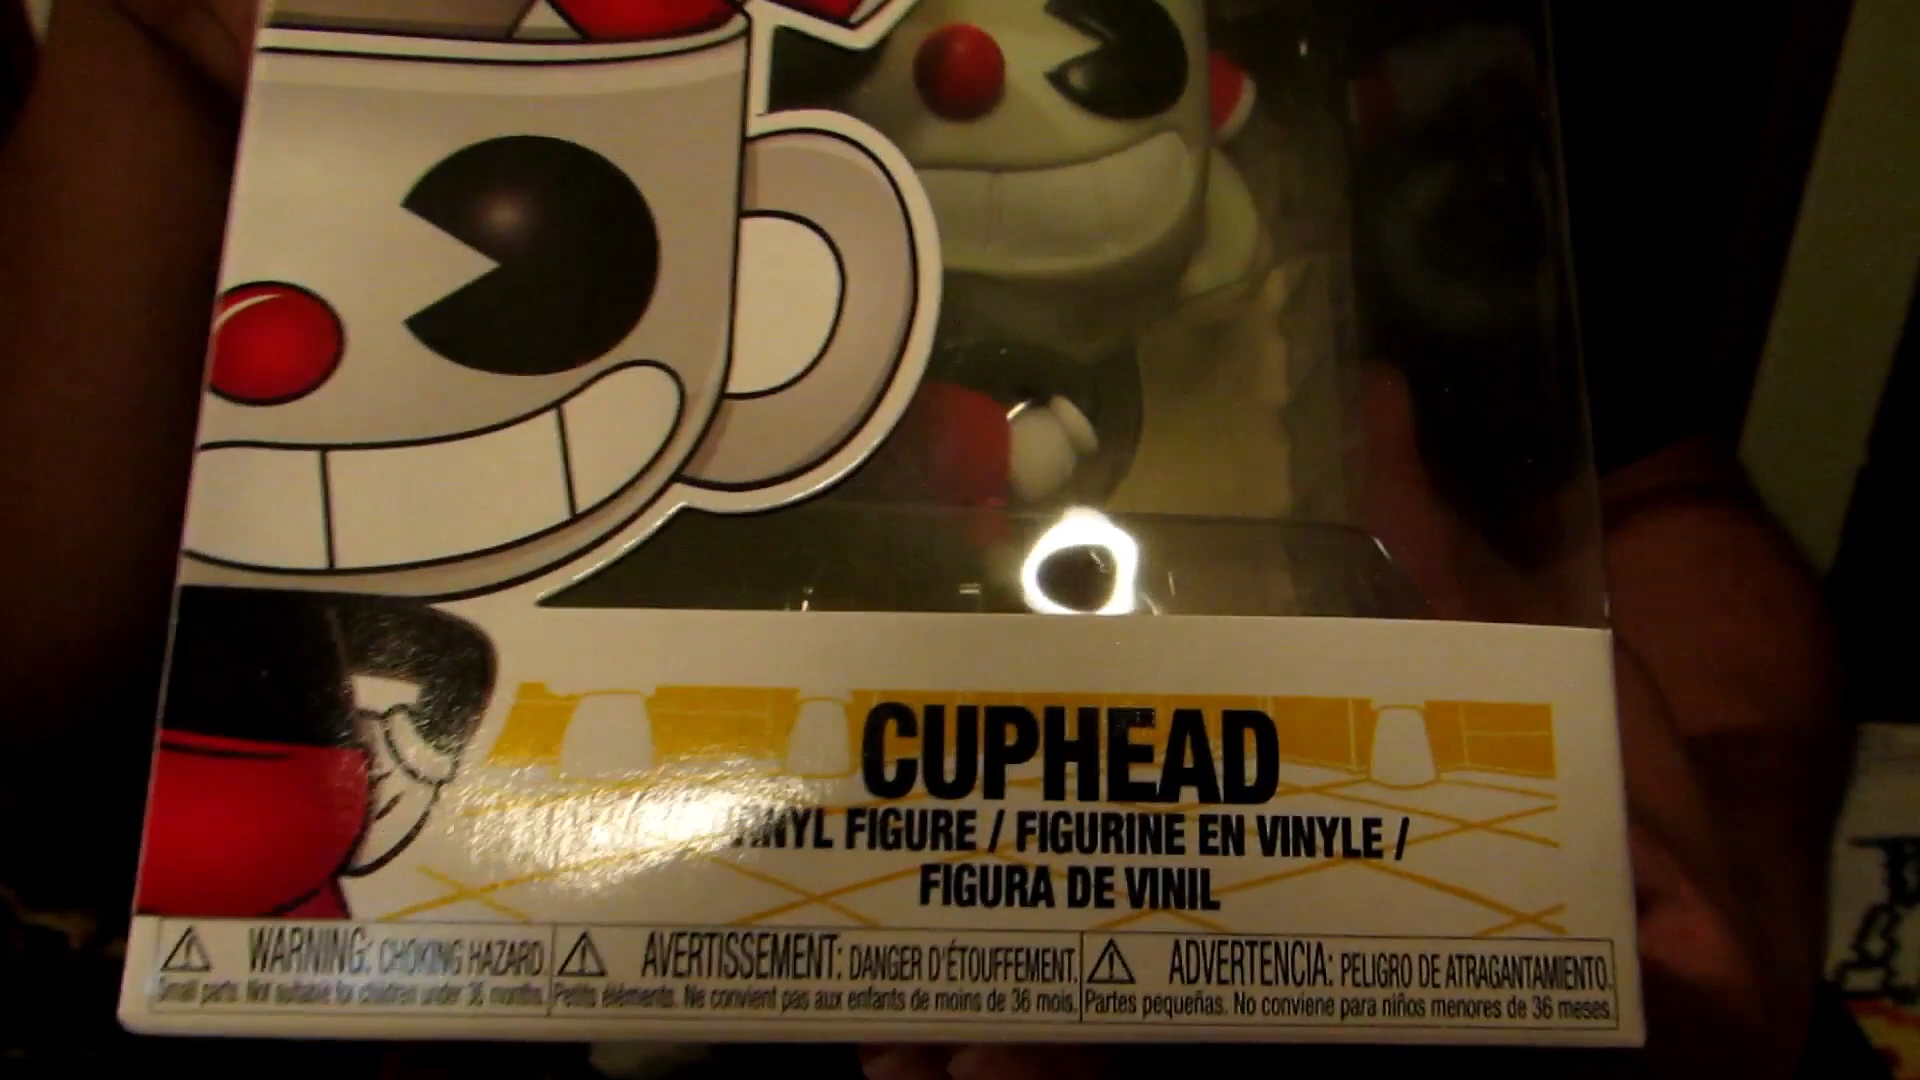 CUPHEAD
VINYL FIGURE / FIGURINE EN VINYLE /
FIGURA DE VINIL
WARNING: CHOKING HAZARD.
Small parts. Not suitable for children under 36 months.
AVERTISSEMENT: DANGER D'ÉTOUFFEMENT.
Petits éléments. Ne convient pas aux enfants de moins de 36 mois.
ADVERTENCIA: PELIGRO DE ATRAGANTAMIENTO.
Partes pequeñas. No conviene para niños menores de 36 meses.